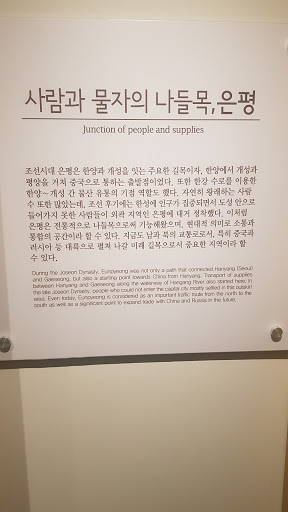 사람과 물자의 나들목,은평
Junction of people and supplies
조선시대 은평은 한양과 개성을 잇는 주요한 길목이자, 한양에서 개성과
평양을 거쳐 중국으로 통하는 출발점이었다. 또한 한강 수로를 이용한
한양~개성 간 물산 유통의 기점 역할도 했다. 자연히 왕래하는 사람
수 또한 많았는데, 조선 후기에는 한성에 인구가 집중되면서 도성 안으로
들어가지 못한 사람들이 외곽 지역인 은평에 대거 정착했다. 이처럼
은평은 전통적으로 나들목으로써 기능해왔으며, 현대적 의미로 소통과
통합의 공간이라 할 수 있다. 지금도 남과 북의 교통로로서, 특히 중국과
러시아 등 대륙으로 펼쳐 나갈 미래 길목으로서 중요한 지역이라 할
수 있다.
During the Joseon Dynasty, Eunpyeong was not only a path that connected Hanyang (Seoul)
and Gaeseong, but also a starting point towards China from Hanyang. Transport of supplies
between Hanyang and Gaeseong along the waterway of Hangang River also started here. In
the late Joseon Dynasty, people who could not enter the capital city mostly settled in this outskirt
area. Even today, Eunpyeong is considered as an important traffic route from the north to the
south as well as a significant point to expand trade with China and Russia in the future.